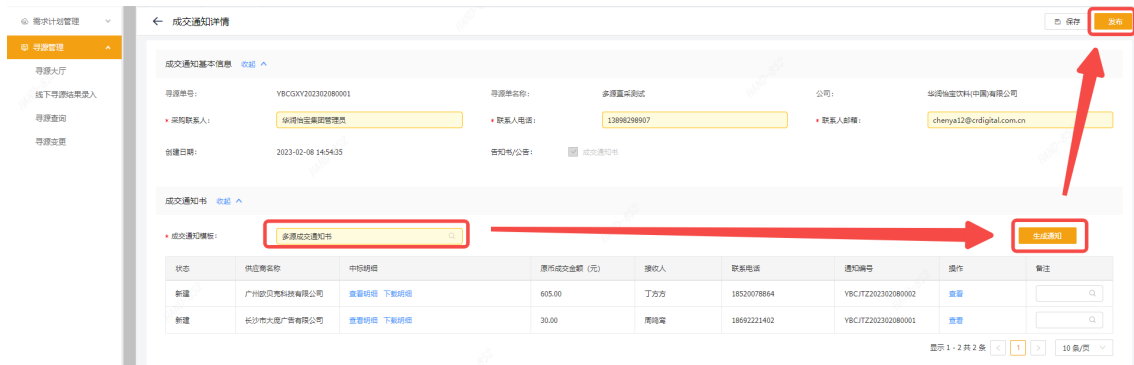 需求计划管理
成交通知详情
保存
发布
寻源管理
寻源大厅
线下寻源结果录入
寻源查询
寻源变更
成交通知基本信息 收起
寻源单号: YBCGXY202302080001 寻源单名称: 多源直采测试 公司: 华润怡宝饮料(中国)有限公司
* 采购联系人: 华润怡宝集团管理员 * 联系人电话: 13898298907 * 联系人邮箱: chenya12@crdigital.com.cn
创建日期: 2023-02-08 14:54:35 告知书/公告: 成交通知书
成交通知书 收起
* 成交通知模板: 多源成交通知书 生成通知
状态 供应商名称 中标明细 原币成交金额 (元) 接收人 联系电话 通知编号 操作 备注
新建 广州欧贝克科技有限公司 查看明细 下载明细 605.00 丁方方 18520078864 YBCJTZ202302080002 查看
新建 长沙市大鹿广告有限公司 查看明细 下载明细 30.00 18692221402 YBCJTZ202302080001 查看
显示 1 - 2 共 2 条 < 1 > 10 条/页